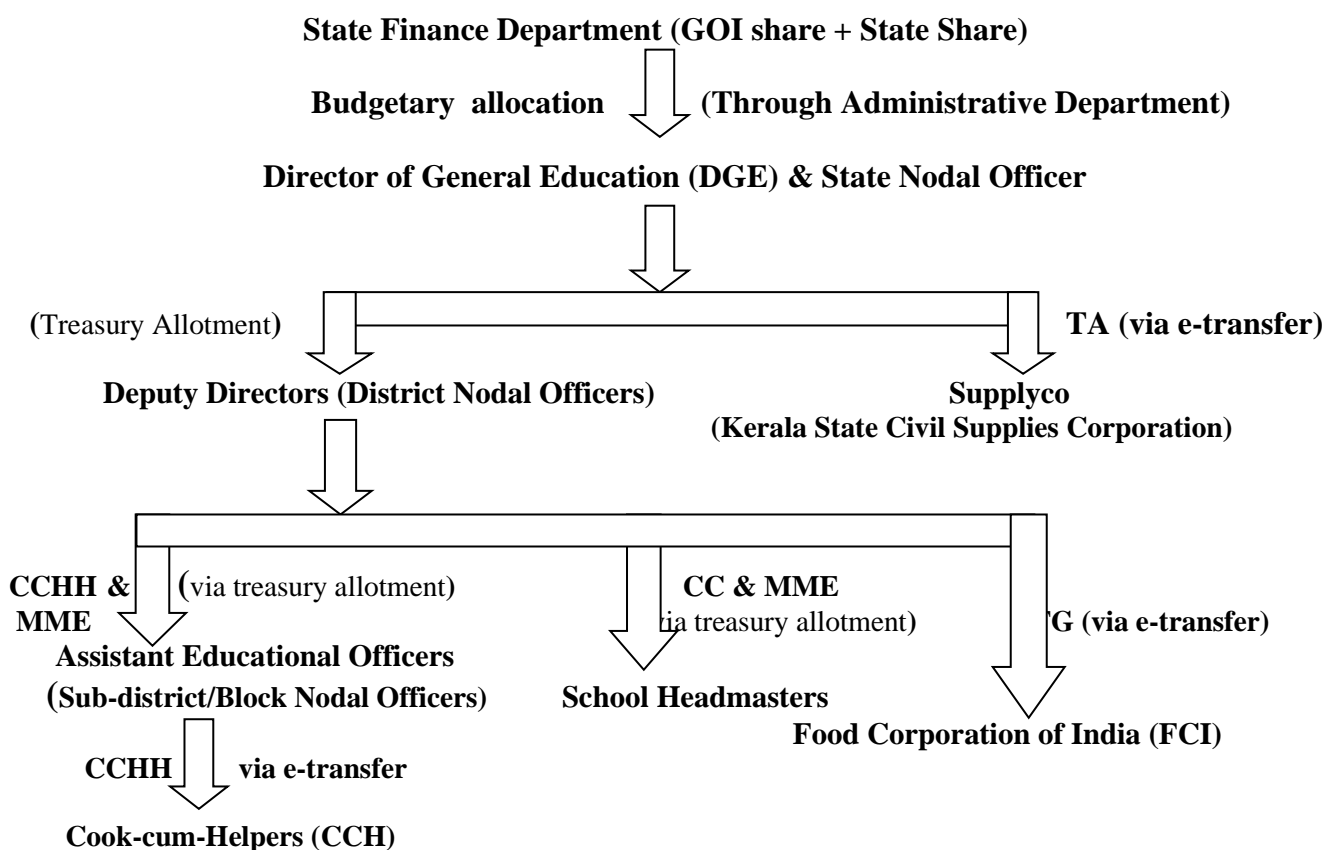 State Finance Department (GOI share + State Share)
Budgetary allocation (Through Administrative Department)
Director of General Education (DGE) & State Nodal Officer
(Treasury Allotment)
TA (via e-transfer)
Deputy Directors (District Nodal Officers)
Supplyco
(Kerala State Civil Supplies Corporation)
CCHH & (via treasury allotment)
MME
CC & MME
via treasury allotment)
G (via e-transfer)
Assistant Educational Officers
(Sub-district/Block Nodal Officers)
School Headmasters
Food Corporation of India (FCI)
CCHH via e-transfer
Cook-cum-Helpers (CCH)